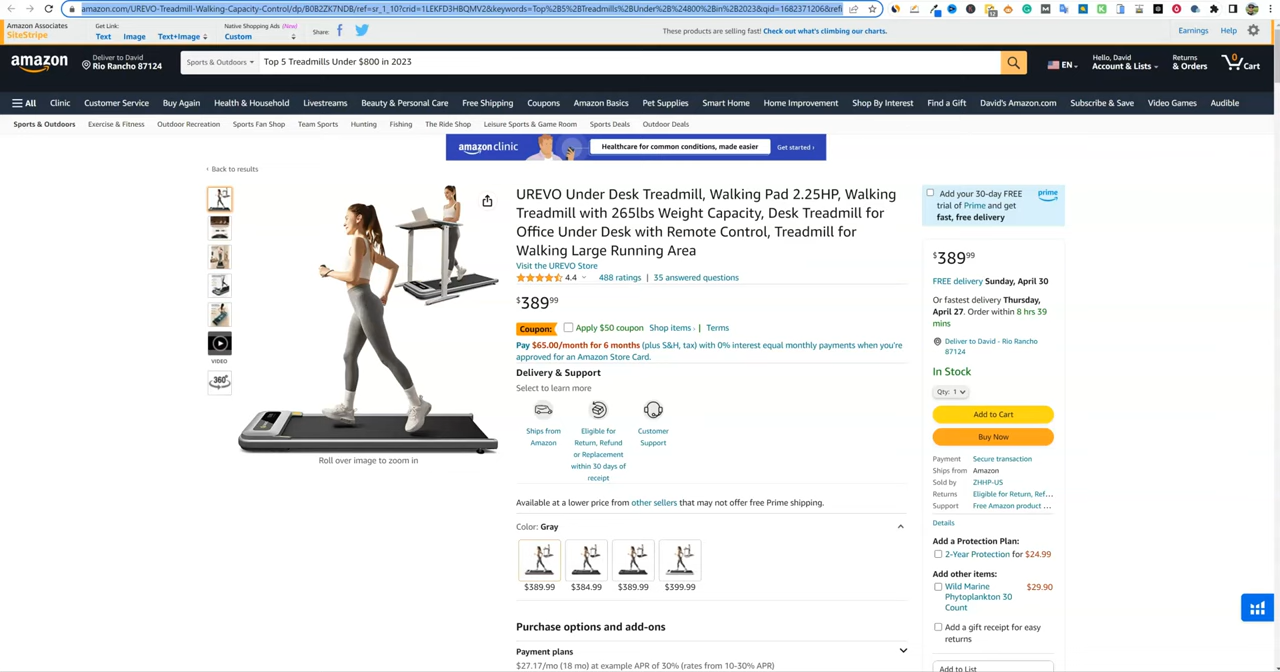 amazon.com/UREVO-Treadmill-Walking-Capacity-Control/dp/B0B2ZK7NDB/ref=sr_1_10?crid=1LEKFD3HBQMV2&keywords=Top%2B5%2BTreadmills%2BUnder%2B%24800%2Bin%2B2023&qid=1682371206&refi
Amazon Associates
SiteStripe
Get Link:
Text Image Text+Image
Native Shopping Ads (New)
Custom
Share:
These products are selling fast! Check out what's climbing our charts.
Earnings Help
amazon
Deliver to David
Rio Rancho 87124
Sports & Outdoors
Top 5 Treadmills Under $800 in 2023
EN
Hello, David
Account & Lists
Returns
& Orders
0
Cart
All Clinic Customer Service Buy Again Health & Household Livestreams Beauty & Personal Care Free Shipping Coupons Amazon Basics Pet Supplies Smart Home Home Improvement Shop By Interest Find a Gift David's Amazon.com Subscribe & Save Video Games Audible
Sports & Outdoors Exercise & Fitness Outdoor Recreation Sports Fan Shop Team Sports Hunting Fishing The Ride Shop Leisure Sports & Game Room Sports Deals Outdoor Deals
amazon clinic
Healthcare for common conditions, made easier
Get started ›
‹ Back to results
VIDEO
360°
Roll over image to zoom in
UREVO Under Desk Treadmill, Walking Pad 2.25HP, Walking
Treadmill with 265lbs Weight Capacity, Desk Treadmill for
Office Under Desk with Remote Control, Treadmill for
Walking Large Running Area
Visit the UREVO Store
4.4 488 ratings | 35 answered questions
$389.99
Coupon: Apply $50 coupon Shop items › | Terms
Pay $65.00/month for 6 months (plus S&H, tax) with 0% interest equal monthly payments when you're
approved for an Amazon Store Card.
Delivery & Support
Select to learn more
Ships from
Amazon
Eligible for
Return, Refund
or Replacement
within 30 days of
receipt
Customer
Support
Available at a lower price from other sellers that may not offer free Prime shipping.
Color: Gray
$389.99 $384.99 $389.99 $399.99
Purchase options and add-ons
Payment plans
$27.17/mo (18 mo) at example APR of 30% (rates from 10-30% APR)
Add your 30-day FREE
trial of Prime and get
fast, free delivery
prime
$389.99
FREE delivery Sunday, April 30
Or fastest delivery Thursday,
April 27. Order within 8 hrs 39
mins
Deliver to David - Rio Rancho
87124
In Stock
Qty: 1
Add to Cart
Buy Now
Payment Secure transaction
Ships from Amazon
Sold by ZHHP-US
Returns Eligible for Return, Ref...
Support Free Amazon product ...
Details
Add a Protection Plan:
2-Year Protection for $24.99
Add other items:
Wild Marine $29.90
Phytoplankton 30
Count
Add a gift receipt for easy
returns
Add to List